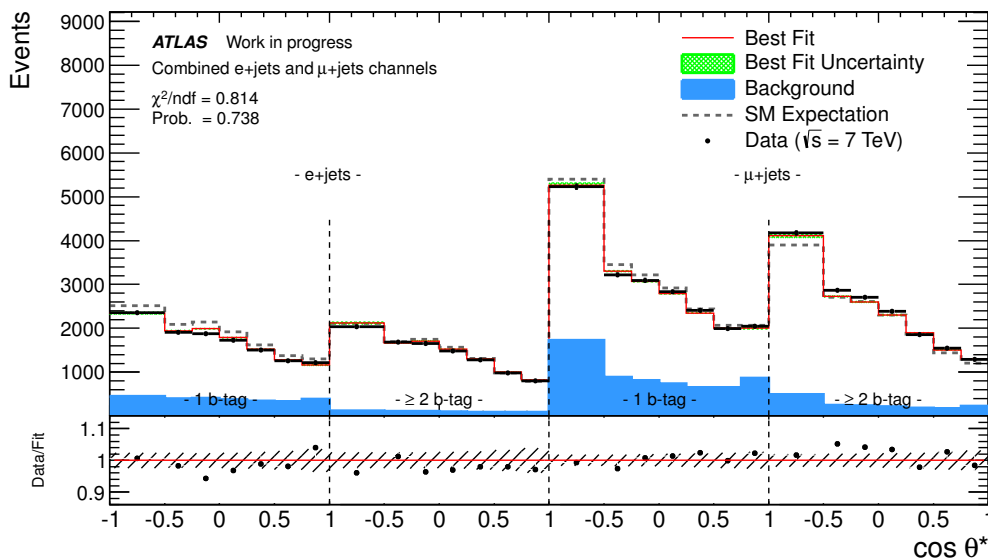 Events
9000
8000
7000
6000
5000
4000
3000
2000
1000
ATLAS Work in progress
Combined e+jets and μ+jets channels
χ²/ndf = 0.814
Prob. = 0.738
Best Fit
Best Fit Uncertainty
Background
SM Expectation
Data (√s = 7 TeV)
- e+jets -
- μ+jets -
- 1 b-tag -
- ≥ 2 b-tag -
- 1 b-tag -
- ≥ 2 b-tag -
Data/Fit
1.1
1
0.9
-1 -0.5 0 0.5 1 -0.5 0 0.5 1 -0.5 0 0.5 1 -0.5 0 0.5 1
cos θ*